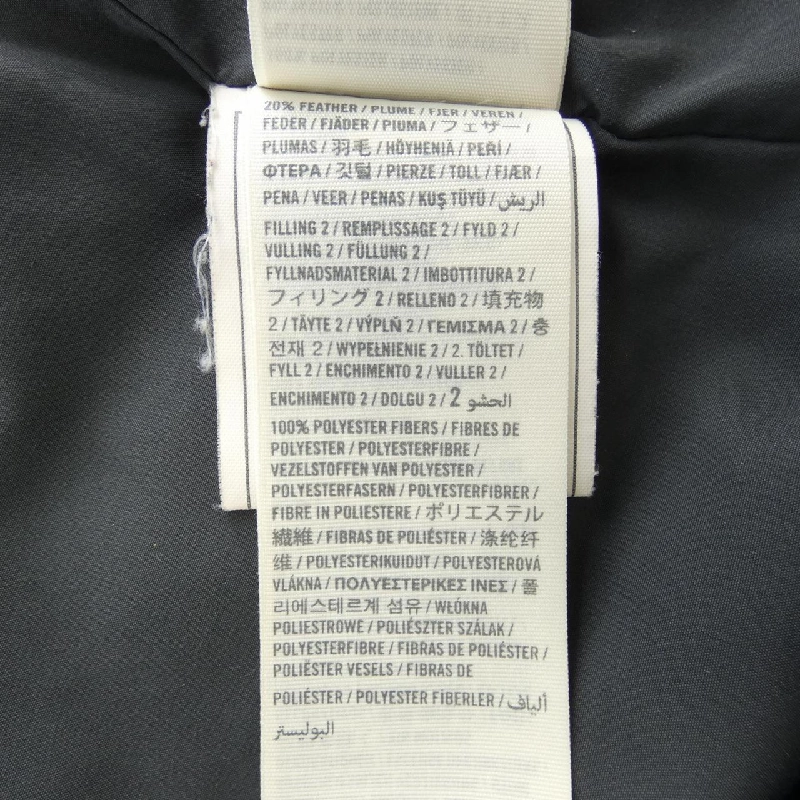 20% FEATHER / PLUME / FJER / VEREN /
FEDER / FJÄDER / PIUMA / フェザー /
PLUMAS / 羽毛 / HÖYHENIÄ / PEŘÍ /
ΦΤΕΡΑ / 깃털 / PIERZE / TOLL / FJÆR /
PENA / VEER / PENAS / KUŞ TÜYÜ / الريش
FILLING 2 / REMPLISSAGE 2 / FYLD 2 /
VULLING 2 / FÜLLUNG 2 /
FYLLNADSMATERIAL 2 / IMBOTTITURA 2 /
フィリング 2 / RELLENO 2 / 填充物
2 / TÄYTE 2 / VÝPLŇ 2 / ΓΕΜΙΣΜΑ 2 / 충
전재 2 / WYPEŁNIENIE 2 / 2. TÖLTET /
FYLL 2 / ENCHIMENTO 2 / VULLER 2 /
ENCHIMENTO 2 / DOLGU 2 / الحشو 2
100% POLYESTER FIBERS / FIBRES DE
POLYESTER / POLYESTERFIBRE /
VEZELSTOFFEN VAN POLYESTER /
POLYESTERFASERN / POLYESTERFIBRER /
FIBRE IN POLIESTERE / ポリエステル
繊維 / FIBRAS DE POLIÉSTER / 涤纶纤
维 / POLYESTERIKUIDUT / POLYESTEROVÁ
VLÁKNA / ΠΟΛΥΕΣΤΕΡΙΚΕΣ ΙΝΕΣ / 폴
리에스테르계 섬유 / WŁÓKNA
POLIESTROWE / POLIÉSZTER SZÁLAK /
POLYESTERFIBRE / FIBRAS DE POLIÉSTER /
POLIËSTER VESELS / FIBRAS DE
POLIÉSTER / POLYESTER FİBERLER / ألياف
البوليستر